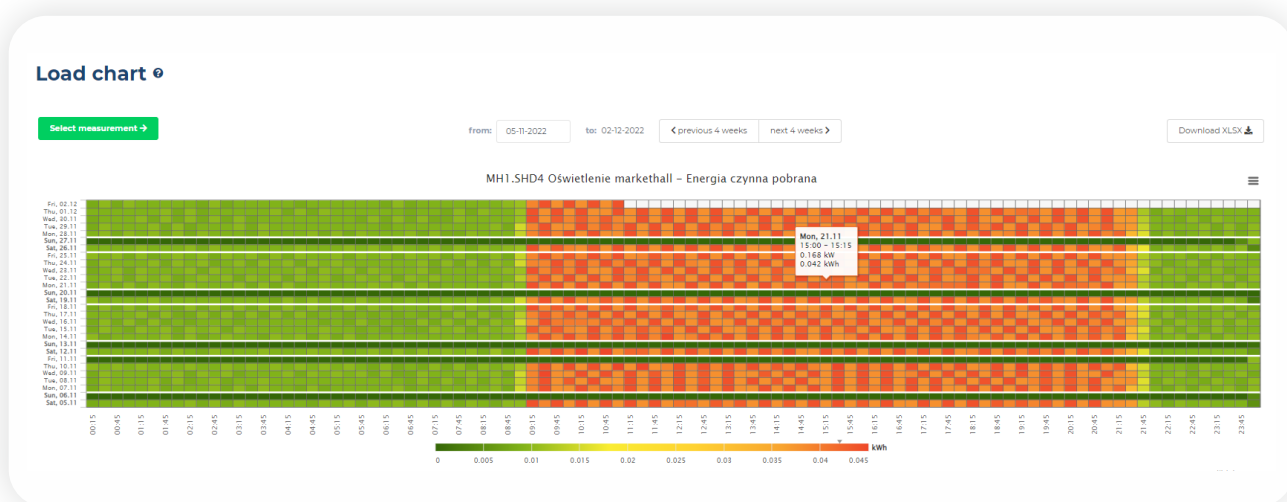 Load chart
Select measurement
from: 05-11-2022 to: 02-12-2022 previous 4 weeks next 4 weeks
Download XLSX
MH1.SHD4 Oświetlenie markethall – Energia czynna pobrana
Fri, 02.12
Thu, 01.12
Wed, 30.11
Tue, 29.11
Mon, 28.11
Sun, 27.11
Sat, 26.11
Fri, 25.11
Thu, 24.11
Wed, 23.11
Tue, 22.11
Mon, 21.11
Sun, 20.11
Sat, 19.11
Fri, 18.11
Thu, 17.11
Wed, 16.11
Tue, 15.11
Mon, 14.11
Sun, 13.11
Sat, 12.11
Fri, 11.11
Thu, 10.11
Wed, 09.11
Tue, 08.11
Mon, 07.11
Sun, 06.11
Sat, 05.11
Mon, 21.11
15:00 – 15:15
0.168 kW
0.042 kWh
00:15 00:45 01:15 01:45 02:15 02:45 03:15 03:45 04:15 04:45 05:15 05:45 06:15 06:45 07:15 07:45 08:15 08:45 09:15 09:45 10:15 10:45 11:15 11:45 12:15 12:45 13:15 13:45 14:15 14:45 15:15 15:45 16:15 16:45 17:15 17:45 18:15 18:45 19:15 19:45 20:15 20:45 21:15 21:45 22:15 22:45 23:15 23:45
kWh
0 0.005 0.01 0.015 0.02 0.025 0.03 0.035 0.04 0.045